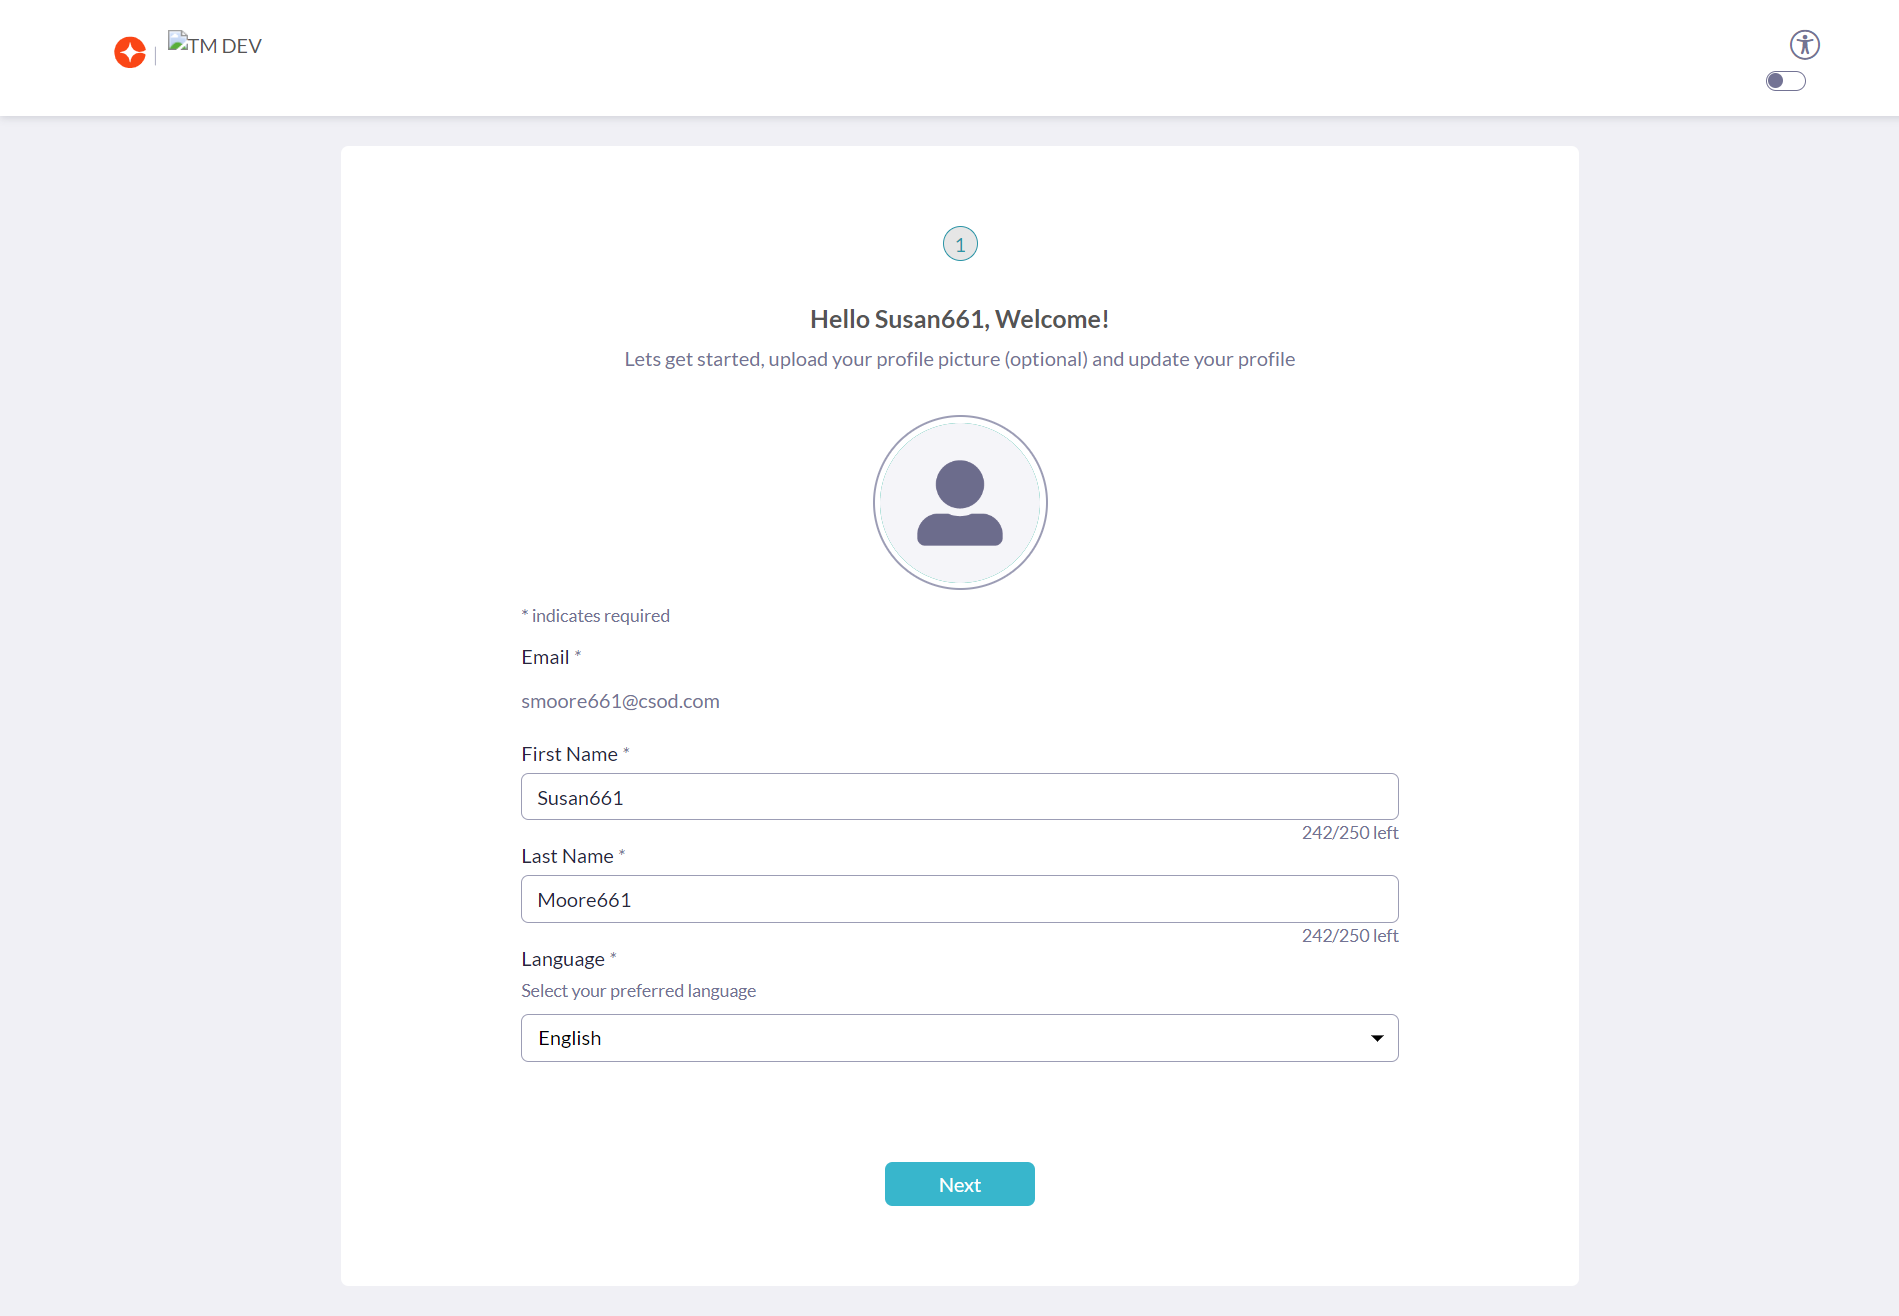 TM DEV
1
Hello Susan661, Welcome!
Lets get started, upload your profile picture (optional) and update your profile
* indicates required
Email *
smoore661@csod.com
First Name *
Susan661
242/250 left
Last Name *
Moore661
242/250 left
Language *
Select your preferred language
English
Next